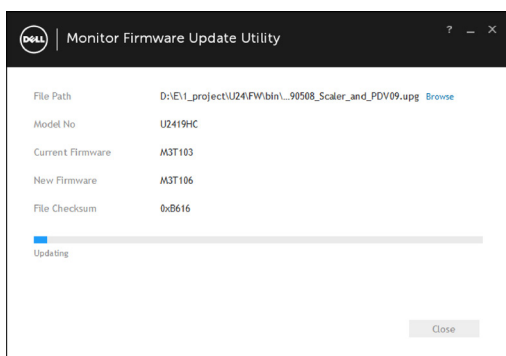 DELL Monitor Firmware Update Utility ? _ ×
File Path D:\E\1_project\U24\FW\bin\...90508_Scaler_and_PDV09.upg Browse
Model No U2419HC
Current Firmware M3T103
New Firmware M3T106
File Checksum 0xB616
Updating
Close